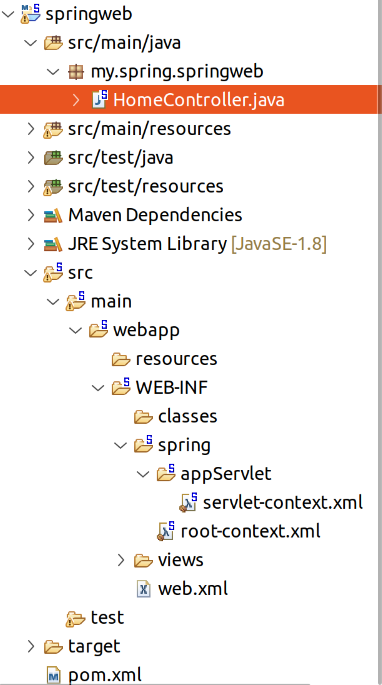 springweb
src/main/java
my.spring.springweb
HomeController.java
src/main/resources
src/test/java
src/test/resources
Maven Dependencies
JRE System Library [JavaSE-1.8]
src
main
webapp
resources
WEB-INF
classes
spring
appServlet
servlet-context.xml
root-context.xml
views
web.xml
test
target
pom.xml